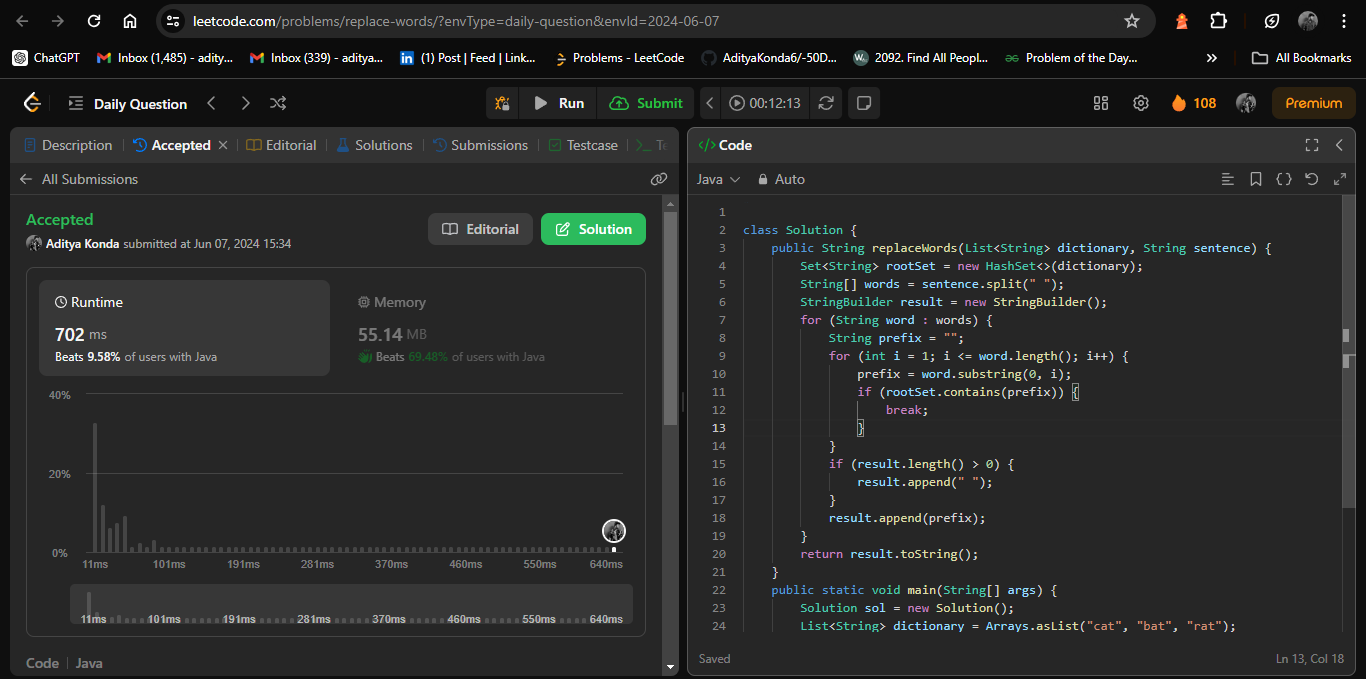 leetcode.com/problems/replace-words/?envType=daily-question&envId=2024-06-07
ChatGPT
Inbox (1,485) - adity...
Inbox (339) - aditya...
(1) Post | Feed | Link...
Problems - LeetCode
AdityaKonda6/-50D...
2092. Find All Peopl...
Problem of the Day...
»
All Bookmarks
Daily Question
Run
Submit
00:12:13
108
Premium
Description
Accepted
Editorial
Solutions
Submissions
Testcase
>_ Te
</> Code
All Submissions
Java
Auto
Accepted
Aditya Konda submitted at Jun 07, 2024 15:34
Editorial
Solution
Runtime
702 ms
Beats 9.58% of users with Java
Memory
55.14 MB
Beats 69.48% of users with Java
40%
20%
0%
11ms 101ms 191ms 281ms 370ms 460ms 550ms 640ms
11ms 101ms 191ms 281ms 370ms 460ms 550ms 640ms
Code | Java
1
2 class Solution {
3 public String replaceWords(List<String> dictionary, String sentence) {
4 Set<String> rootSet = new HashSet<>(dictionary);
5 String[] words = sentence.split(" ");
6 StringBuilder result = new StringBuilder();
7 for (String word : words) {
8 String prefix = "";
9 for (int i = 1; i <= word.length(); i++) {
10 prefix = word.substring(0, i);
11 if (rootSet.contains(prefix)) {
12 break;
13 }
14 }
15 if (result.length() > 0) {
16 result.append(" ");
17 }
18 result.append(prefix);
19 }
20 return result.toString();
21 }
22 public static void main(String[] args) {
23 Solution sol = new Solution();
24 List<String> dictionary = Arrays.asList("cat", "bat", "rat");
Saved
Ln 13, Col 18